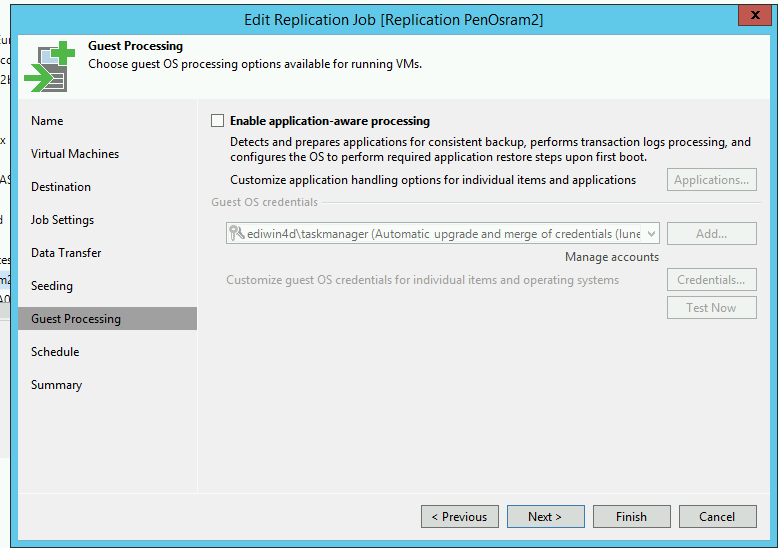 Edit Replication Job [Replication PenOsram2]
x
Guest Processing
Choose guest OS processing options available for running VMs.
Name
Virtual Machines
Destination
Job Settings
Data Transfer
Seeding
Guest Processing
Schedule
Summary
Enable application-aware processing
Detects and prepares applications for consistent backup, performs transaction logs processing, and
configures the OS to perform required application restore steps upon first boot.
Customize application handling options for individual items and applications
Applications...
Guest OS credentials
ediwin4d\taskmanager (Automatic upgrade and merge of credentials (lune
Add...
Manage accounts
Customize guest OS credentials for individual items and operating systems
Credentials...
Test Now
< Previous
Next >
Finish
Cancel